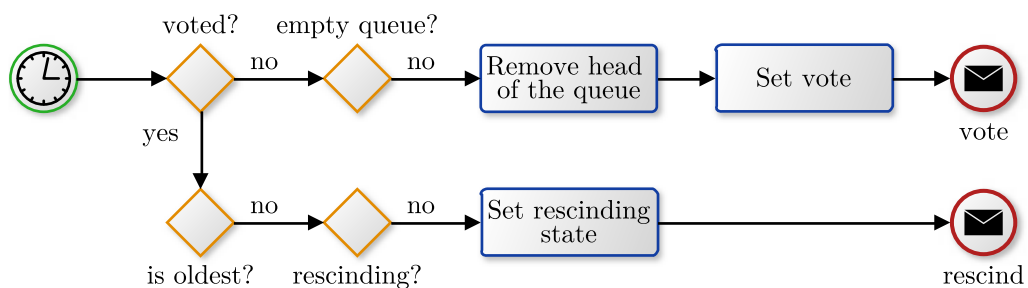 voted?
empty queue?
no
no
Remove head
of the queue
Set vote
vote
yes
no
no
Set rescinding
state
is oldest?
rescinding?
rescind